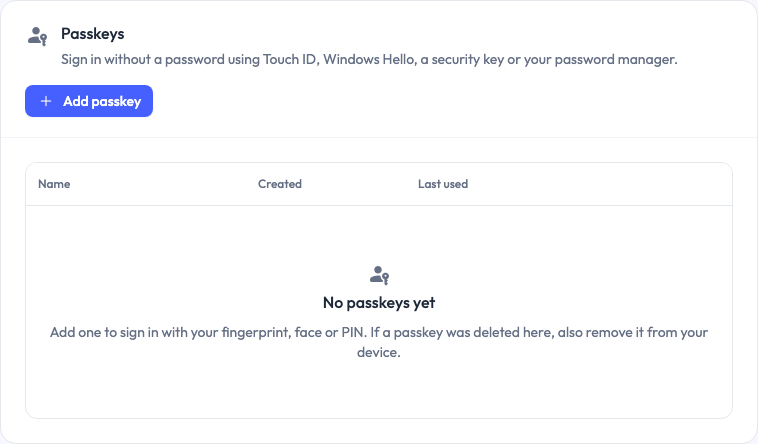 Passkeys
Sign in without a password using Touch ID, Windows Hello, a security key or your password manager.
Add passkey
Name Created Last used
No passkeys yet
Add one to sign in with your fingerprint, face or PIN. If a passkey was deleted here, also remove it from your
device.